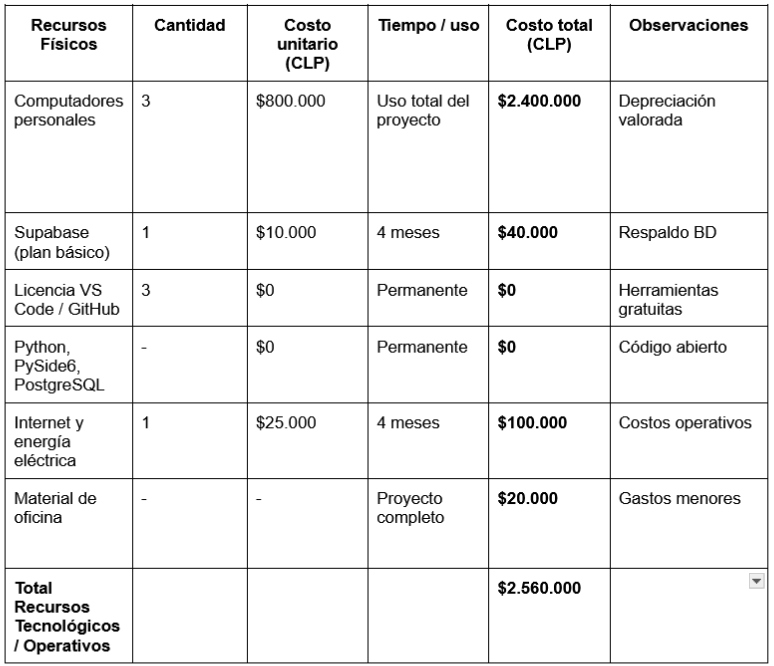 Recursos Físicos Cantidad Costo unitario (CLP) Tiempo / uso Costo total (CLP) Observaciones
Computadores personales 3 $800.000 Uso total del proyecto $2.400.000 Depreciación valorada
Supabase (plan básico) 1 $10.000 4 meses $40.000 Respaldo BD
Licencia VS Code / GitHub 3 $0 Permanente $0 Herramientas gratuitas
Python, PySide6, PostgreSQL - $0 Permanente $0 Código abierto
Internet y energía eléctrica 1 $25.000 4 meses $100.000 Costos operativos
Material de oficina - - Proyecto completo $20.000 Gastos menores
Total Recursos Tecnológicos / Operativos $2.560.000